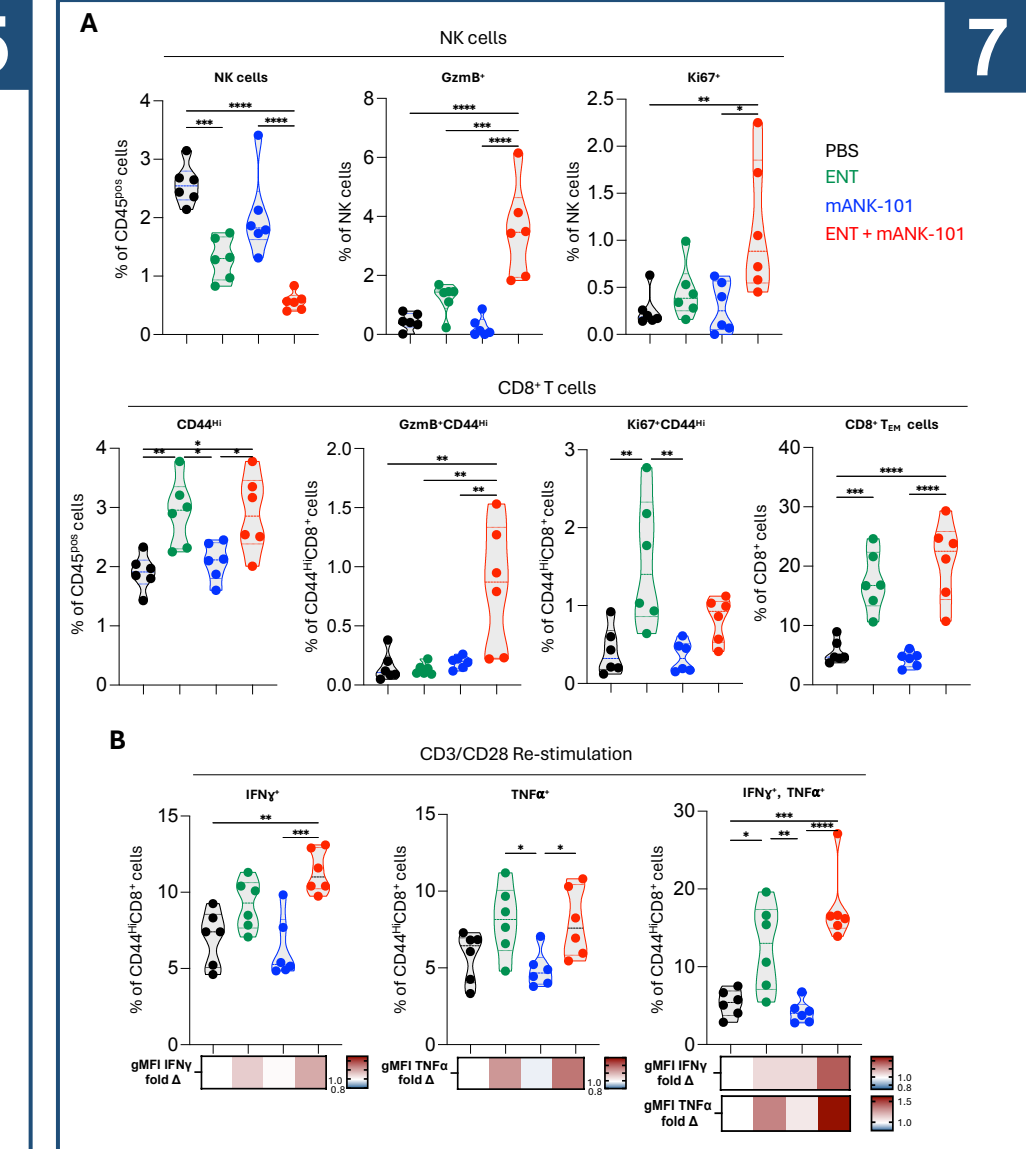 5
7
A
NK cells
NK cells
GzmB⁺
Ki67⁺
% of CD45ᵖᵒˢ cells
4
3
2
1
0
***
****
****
% of NK cells
8
6
4
2
0
****
***
****
% of NK cells
2.5
2.0
1.5
1.0
0.5
0.0
**
*
PBS
ENT
mANK-101
ENT + mANK-101
CD8⁺ T cells
CD44ᴴⁱ
GzmB⁺CD44ᴴⁱ
Ki67⁺CD44ᴴⁱ
CD8⁺ T_EM cells
% of CD45ᵖᵒˢ cells
4
3
2
1
0
*
** * *
% of CD44ᴴⁱCD8⁺ cells
2.0
1.5
1.0
0.5
0.0
**
**
**
% of CD44ᴴⁱCD8⁺ cells
3
2
1
0
** **
% of CD8⁺ cells
40
30
20
10
0
****
*** ****
B
CD3/CD28 Re-stimulation
IFNɣ⁺
TNFα⁺
IFNɣ⁺, TNFα⁺
% of CD44ᴴⁱCD8⁺ cells
15
10
5
0
**
***
% of CD44ᴴⁱCD8⁺ cells
15
10
5
0
* *
% of CD44ᴴⁱCD8⁺ cells
30
20
10
0
***
* ** ****
gMFI IFNγ
fold Δ
1.0
0.8
gMFI TNFα
fold Δ
1.0
0.8
gMFI IFNγ
fold Δ
1.0
0.8
gMFI TNFα
fold Δ
1.5
1.0